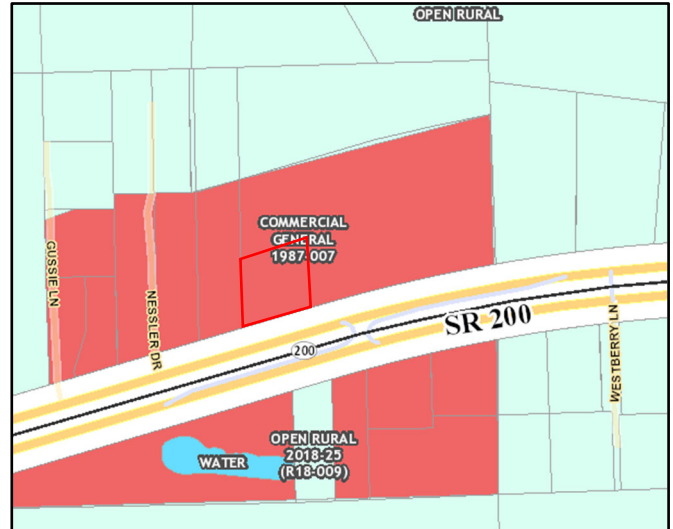 OPEN RURAL
COMMERCIAL
GENERAL
1987-007
GUSSIE LN
NESSLER DR
SR 200
200
WESTBERRY LN
OPEN RURAL
2018-25
(R18-009)
WATER